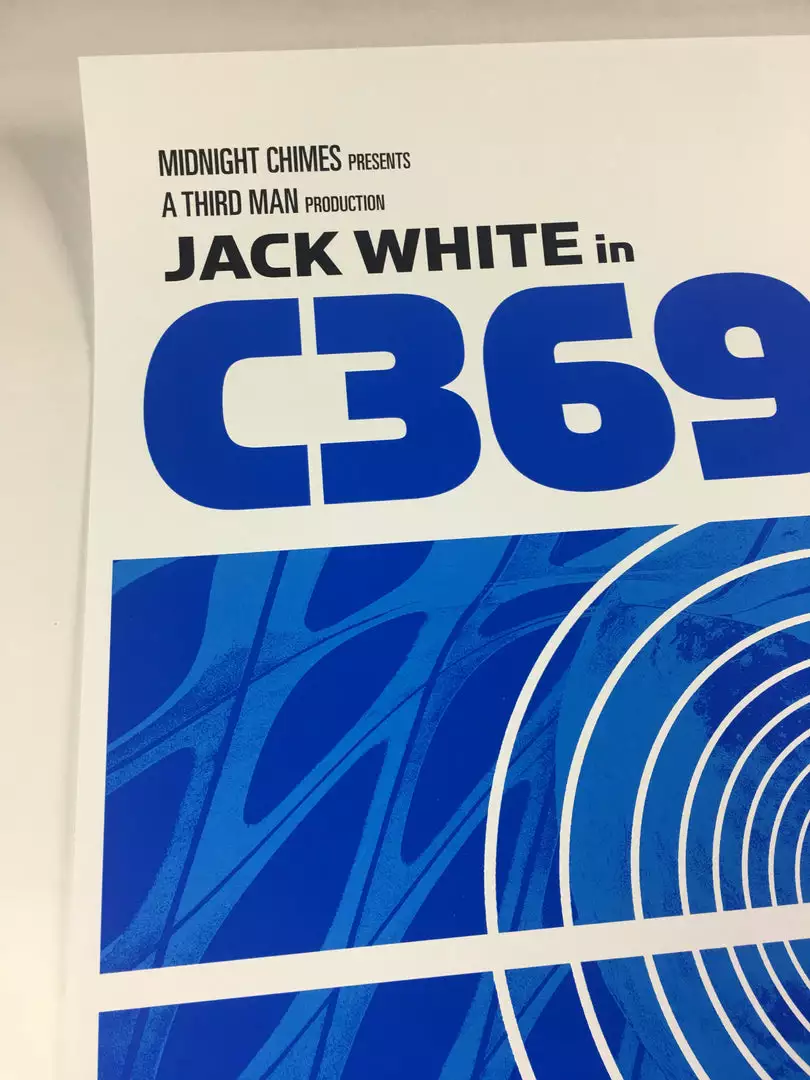 MIDNIGHT CHIMES PRESENTS
A THIRD MAN PRODUCTION
JACK WHITE in
C369